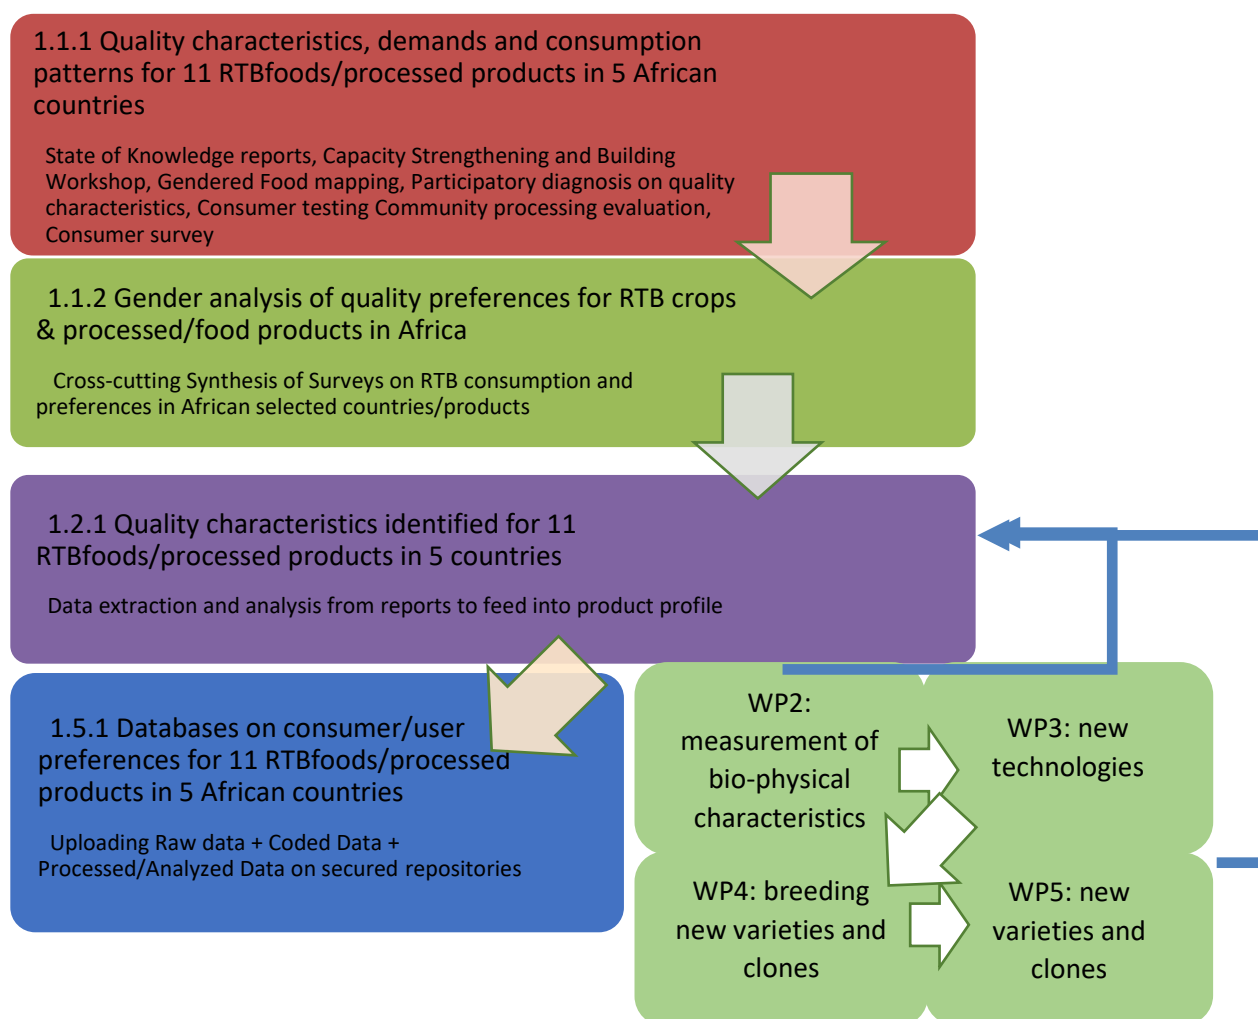 1.1.1 Quality characteristics, demands and consumption
patterns for 11 RTBfoods/processed products in 5 African
countries
State of Knowledge reports, Capacity Strengthening and Building
Workshop, Gendered Food mapping, Participatory diagnosis on quality
characteristics, Consumer testing Community processing evaluation,
Consumer survey
1.1.2 Gender analysis of quality preferences for RTB crops
& processed/food products in Africa
Cross-cutting Synthesis of Surveys on RTB consumption and
preferences in African selected countries/products
1.2.1 Quality characteristics identified for 11
RTBfoods/processed products in 5 countries
Data extraction and analysis from reports to feed into product profile
1.5.1 Databases on consumer/user
preferences for 11 RTBfoods/processed
products in 5 African countries
Uploading Raw data + Coded Data +
Processed/Analyzed Data on secured repositories
WP2:
measurement of
bio-physical
characteristics
WP3: new
technologies
WP4: breeding
new varieties and
clones
WP5: new
varieties and
clones